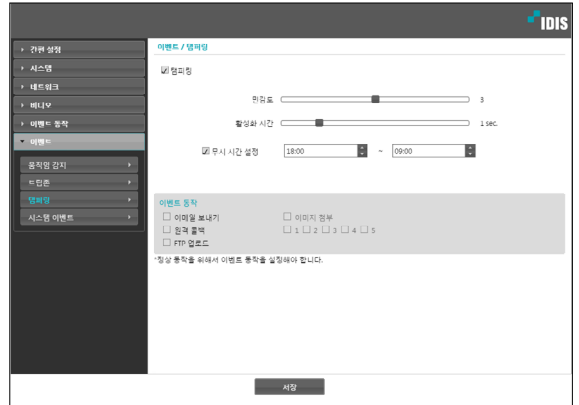 IDIS
간편 설정
시스템
네트워크
비디오
이벤트 동작
이벤트
움직임 감지
트립존
탬퍼링
시스템 이벤트
이벤트 / 탬퍼링
탬퍼링
민감도 3
활성화 시간 1 sec.
무시 시간 설정 18:00 ~ 09:00
이벤트 동작
이메일 보내기 이미지 첨부
원격 콜백 1 2 3 4 5
FTP 업로드
*정상 동작을 위해서 이벤트 동작을 설정해야 합니다.
저장